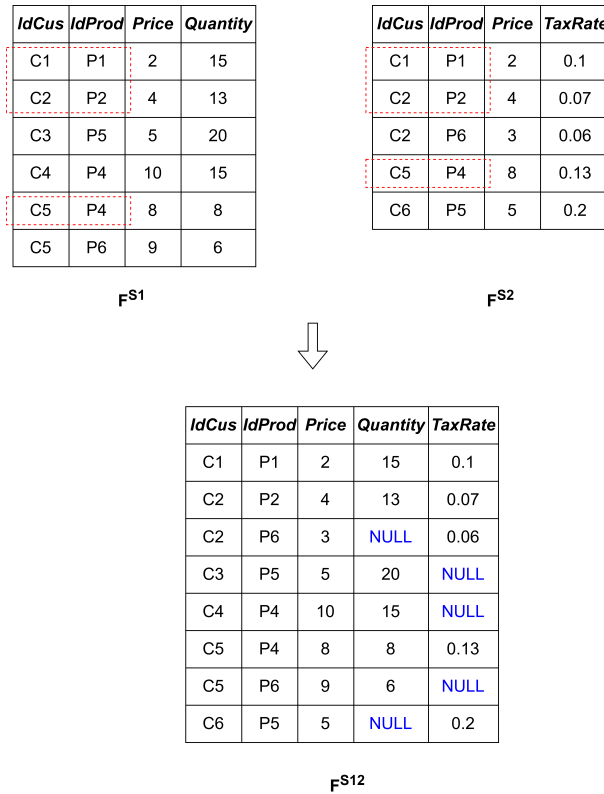 IdCus IdProd Price Quantity
C1 P1 2 15
C2 P2 4 13
C3 P5 5 20
C4 P4 10 15
C5 P4 8 8
C5 P6 9 6
F^S1
IdCus IdProd Price TaxRate
C1 P1 2 0.1
C2 P2 4 0.07
C2 P6 3 0.06
C5 P4 8 0.13
C6 P5 5 0.2
F^S2
IdCus IdProd Price Quantity TaxRate
C1 P1 2 15 0.1
C2 P2 4 13 0.07
C2 P6 3 NULL 0.06
C3 P5 5 20 NULL
C4 P4 10 15 NULL
C5 P4 8 8 0.13
C5 P6 9 6 NULL
C6 P5 5 NULL 0.2
F^S12